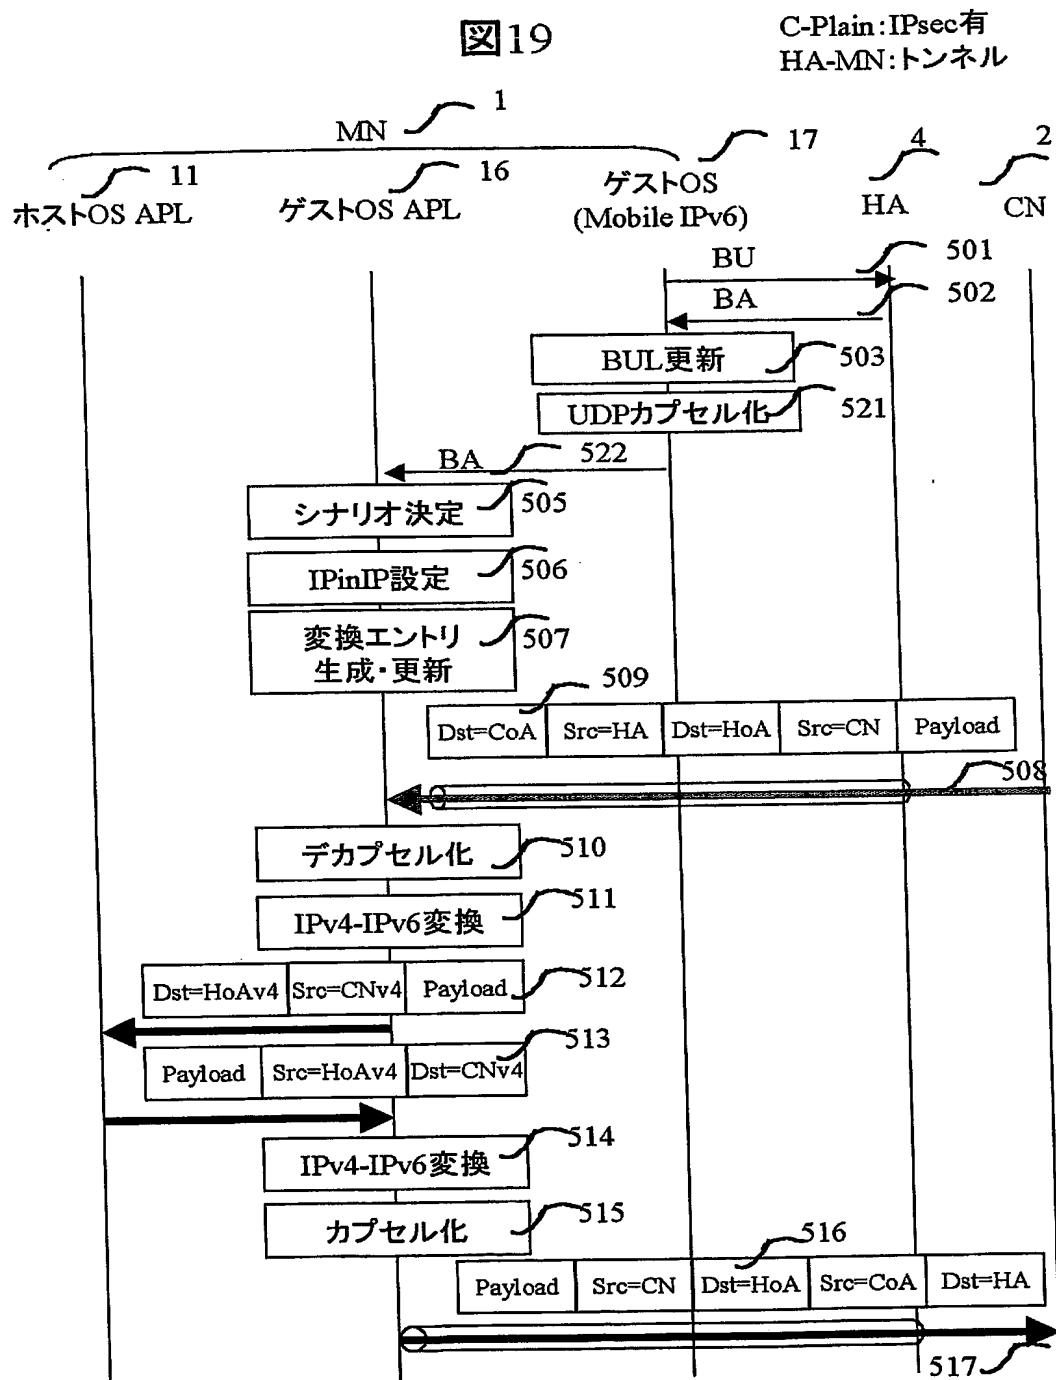 図19
C-Plain:IPsec有
HA-MN:トンネル
MN 1
11
16
17
4
2
ホストOS APL
ゲストOS APL
ゲストOS
(Mobile IPv6)
HA
CN
BU 501
BA 502
BUL更新 503
UDPカプセル化 521
BA 522
シナリオ決定 505
IPinIP設定 506
変換エントリ
生成・更新 507
509
Dst=CoA Src=HA Dst=HoA Src=CN Payload
508
デカプセル化 510
IPv4-IPv6変換 511
Dst=HoAv4 Src=CNv4 Payload 512
Payload Src=HoAv4 Dst=CNv4 513
IPv4-IPv6変換 514
カプセル化 515
516
Payload Src=CN Dst=HoA Src=CoA Dst=HA
517